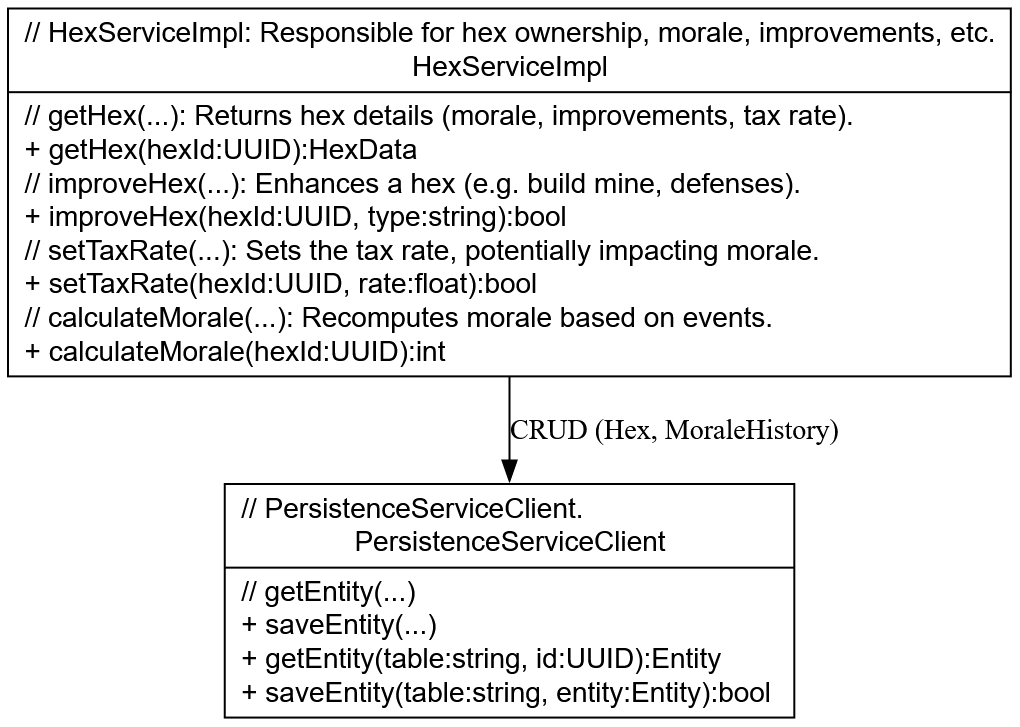 // HexServiceImpl: Responsible for hex ownership, morale, improvements, etc.
HexServiceImpl
// getHex(...): Returns hex details (morale, improvements, tax rate).
+ getHex(hexId:UUID):HexData
// improveHex(...): Enhances a hex (e.g. build mine, defenses).
+ improveHex(hexId:UUID, type:string):bool
// setTaxRate(...): Sets the tax rate, potentially impacting morale.
+ setTaxRate(hexId:UUID, rate:float):bool
// calculateMorale(...): Recomputes morale based on events.
+ calculateMorale(hexId:UUID):int
CRUD (Hex, MoraleHistory)
// PersistenceServiceClient.
PersistenceServiceClient
// getEntity(...)
+ saveEntity(...)
+ getEntity(table:string, id:UUID):Entity
+ saveEntity(table:string, entity:Entity):bool